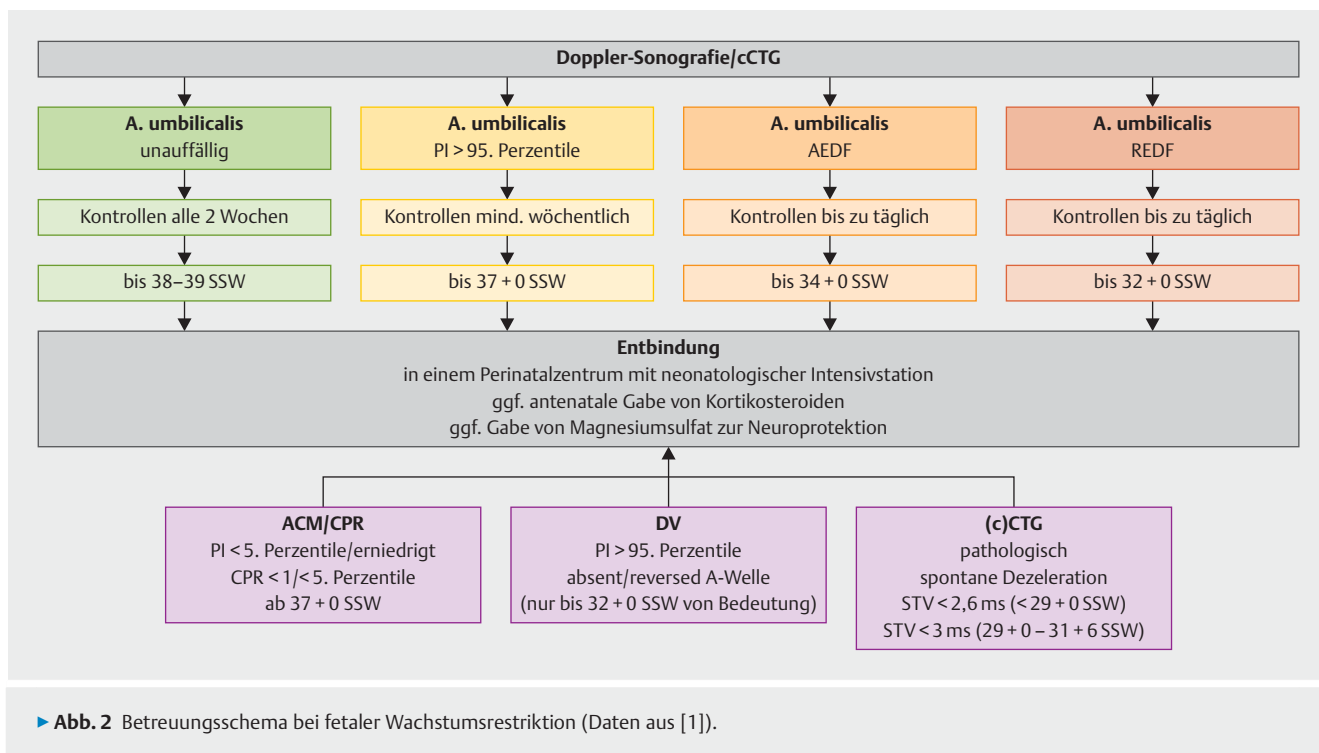 Doppler-Sonografie/cCTG
A. umbilicalis
unauffällig
A. umbilicalis
PI > 95. Perzentile
A. umbilicalis
AEDF
A. umbilicalis
REDF
Kontrollen alle 2 Wochen
Kontrollen mind. wöchentlich
Kontrollen bis zu täglich
Kontrollen bis zu täglich
bis 38–39 SSW
bis 37 + 0 SSW
bis 34 + 0 SSW
bis 32 + 0 SSW
Entbindung
in einem Perinatalzentrum mit neonatologischer Intensivstation
ggf. antenatale Gabe von Kortikosteroiden
ggf. Gabe von Magnesiumsulfat zur Neuroprotektion
ACM/CPR
PI < 5. Perzentile/erniedrigt
CPR < 1/< 5. Perzentile
ab 37 + 0 SSW
DV
PI > 95. Perzentile
absent/reversed A-Welle
(nur bis 32 + 0 SSW von Bedeutung)
(c)CTG
pathologisch
spontane Dezeleration
STV < 2,6 ms (< 29 + 0 SSW)
STV < 3 ms (29 + 0 – 31 + 6 SSW)
▶ Abb. 2 Betreuungsschema bei fetaler Wachstumsrestriktion (Daten aus [1]).